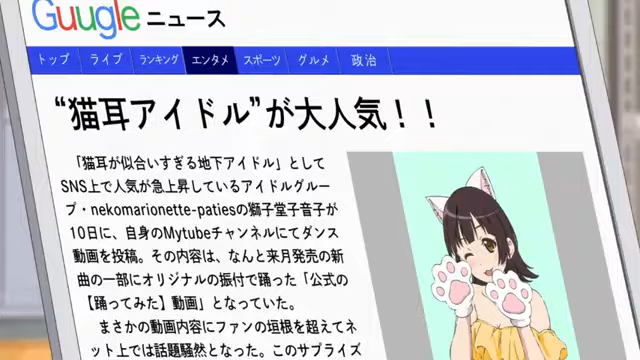 Guugle ニュース
トップ ライブ ランキング エンタメ スポーツ グルメ 政治
“猫耳アイドル”が大人気！！
「猫耳が似合いすぎる地下アイドル」として
SNS上で人気が急上昇しているアイドルグルー
プ・nekomarionette-patiesの獅子堂子音子が
10日に、自身のMytubeチャンネルにてダンス
動画を投稿。その内容は、なんと来月発売の新
曲の一部にオリジナルの振付で踊った「公式の
【踊ってみた】動画」となっていた。
まさかの動画内容にファンの垣根を超えてネ
ット上では話題騒然となった。このサプライズ